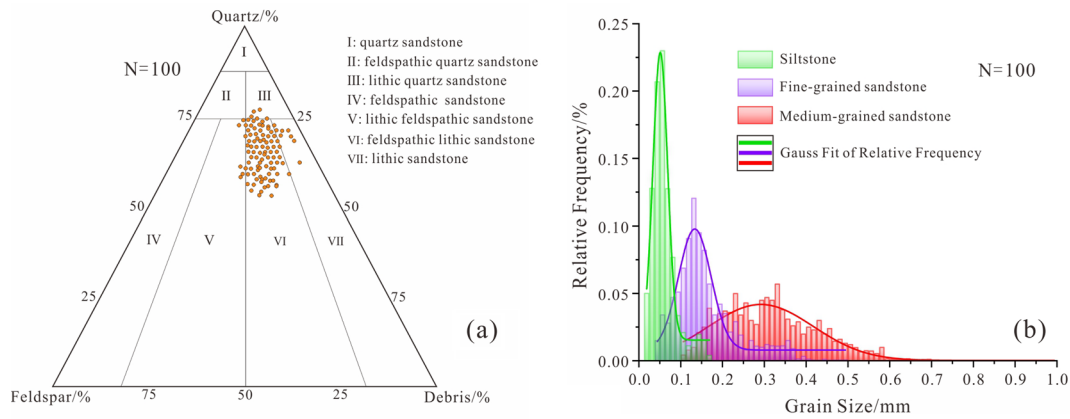 Quartz/%
N=100
I
II
III
75
25
50
50
IV
V
VI
VII
25
75
Feldspar/%
75
50
25
Debris/%
I: quartz sandstone
II: feldspathic quartz sandstone
III: lithic quartz sandstone
IV: feldspathic sandstone
V: lithic feldspathic sandstone
VI: feldspathic lithic sandstone
VII: lithic sandstone
(a)
Relative Frequency/%
0.25
0.20
0.15
0.10
0.05
0.00
Siltstone
Fine-grained sandstone
Medium-grained sandstone
Gauss Fit of Relative Frequency
N=100
(b)
0.0 0.1 0.2 0.3 0.4 0.5 0.6 0.7 0.8 0.9 1.0
Grain Size/mm